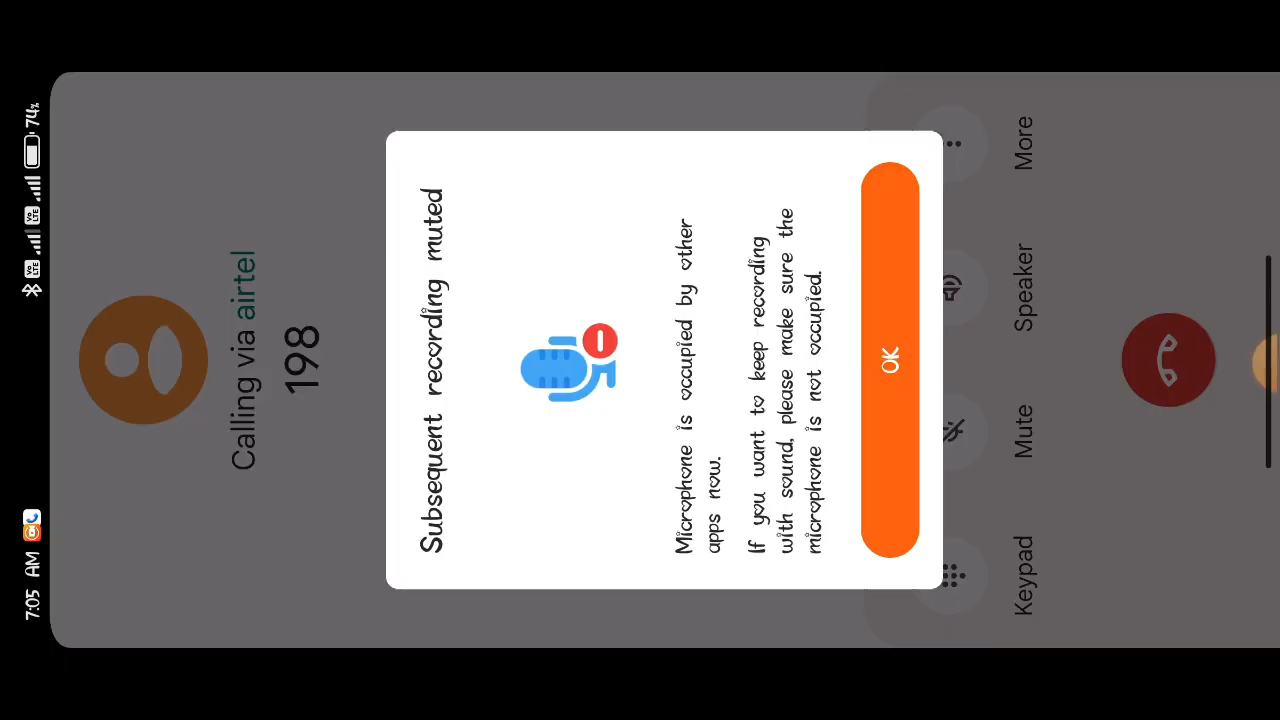 7:05 AM
74%
Calling via airtel
198
Subsequent recording muted
Microphone is occupied by other
apps now.
If you want to keep recording
with sound, please make sure the
microphone is not occupied.
OK
Keypad
Mute
Speaker
More